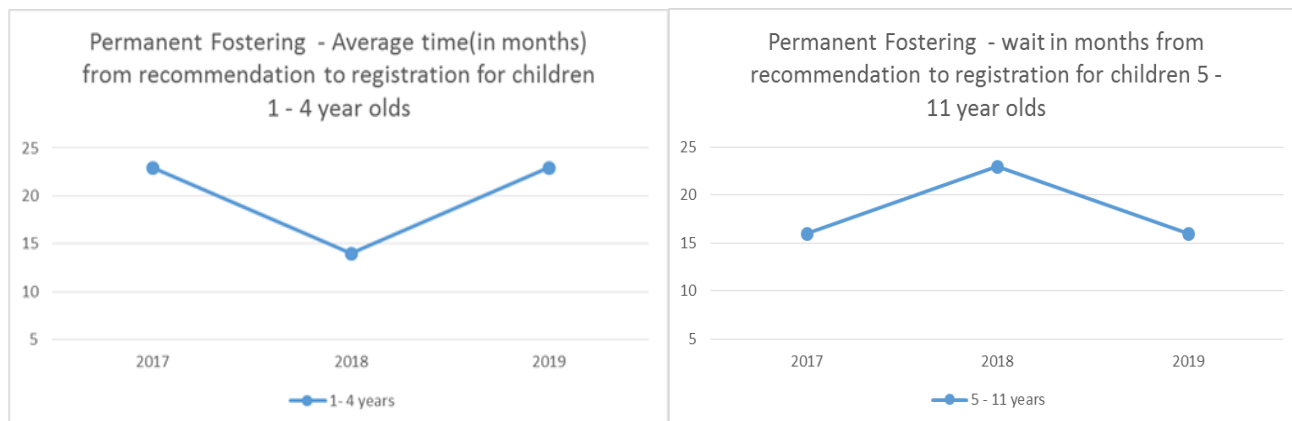 Permanent Fostering - Average time(in months)
from recommendation to registration for children
1 - 4 year olds
25
20
15
10
5
2017
2018
2019
1- 4 years
Permanent Fostering - wait in months from
recommendation to registration for children 5 -
11 year olds
25
20
15
10
5
2017
2018
2019
5 - 11 years